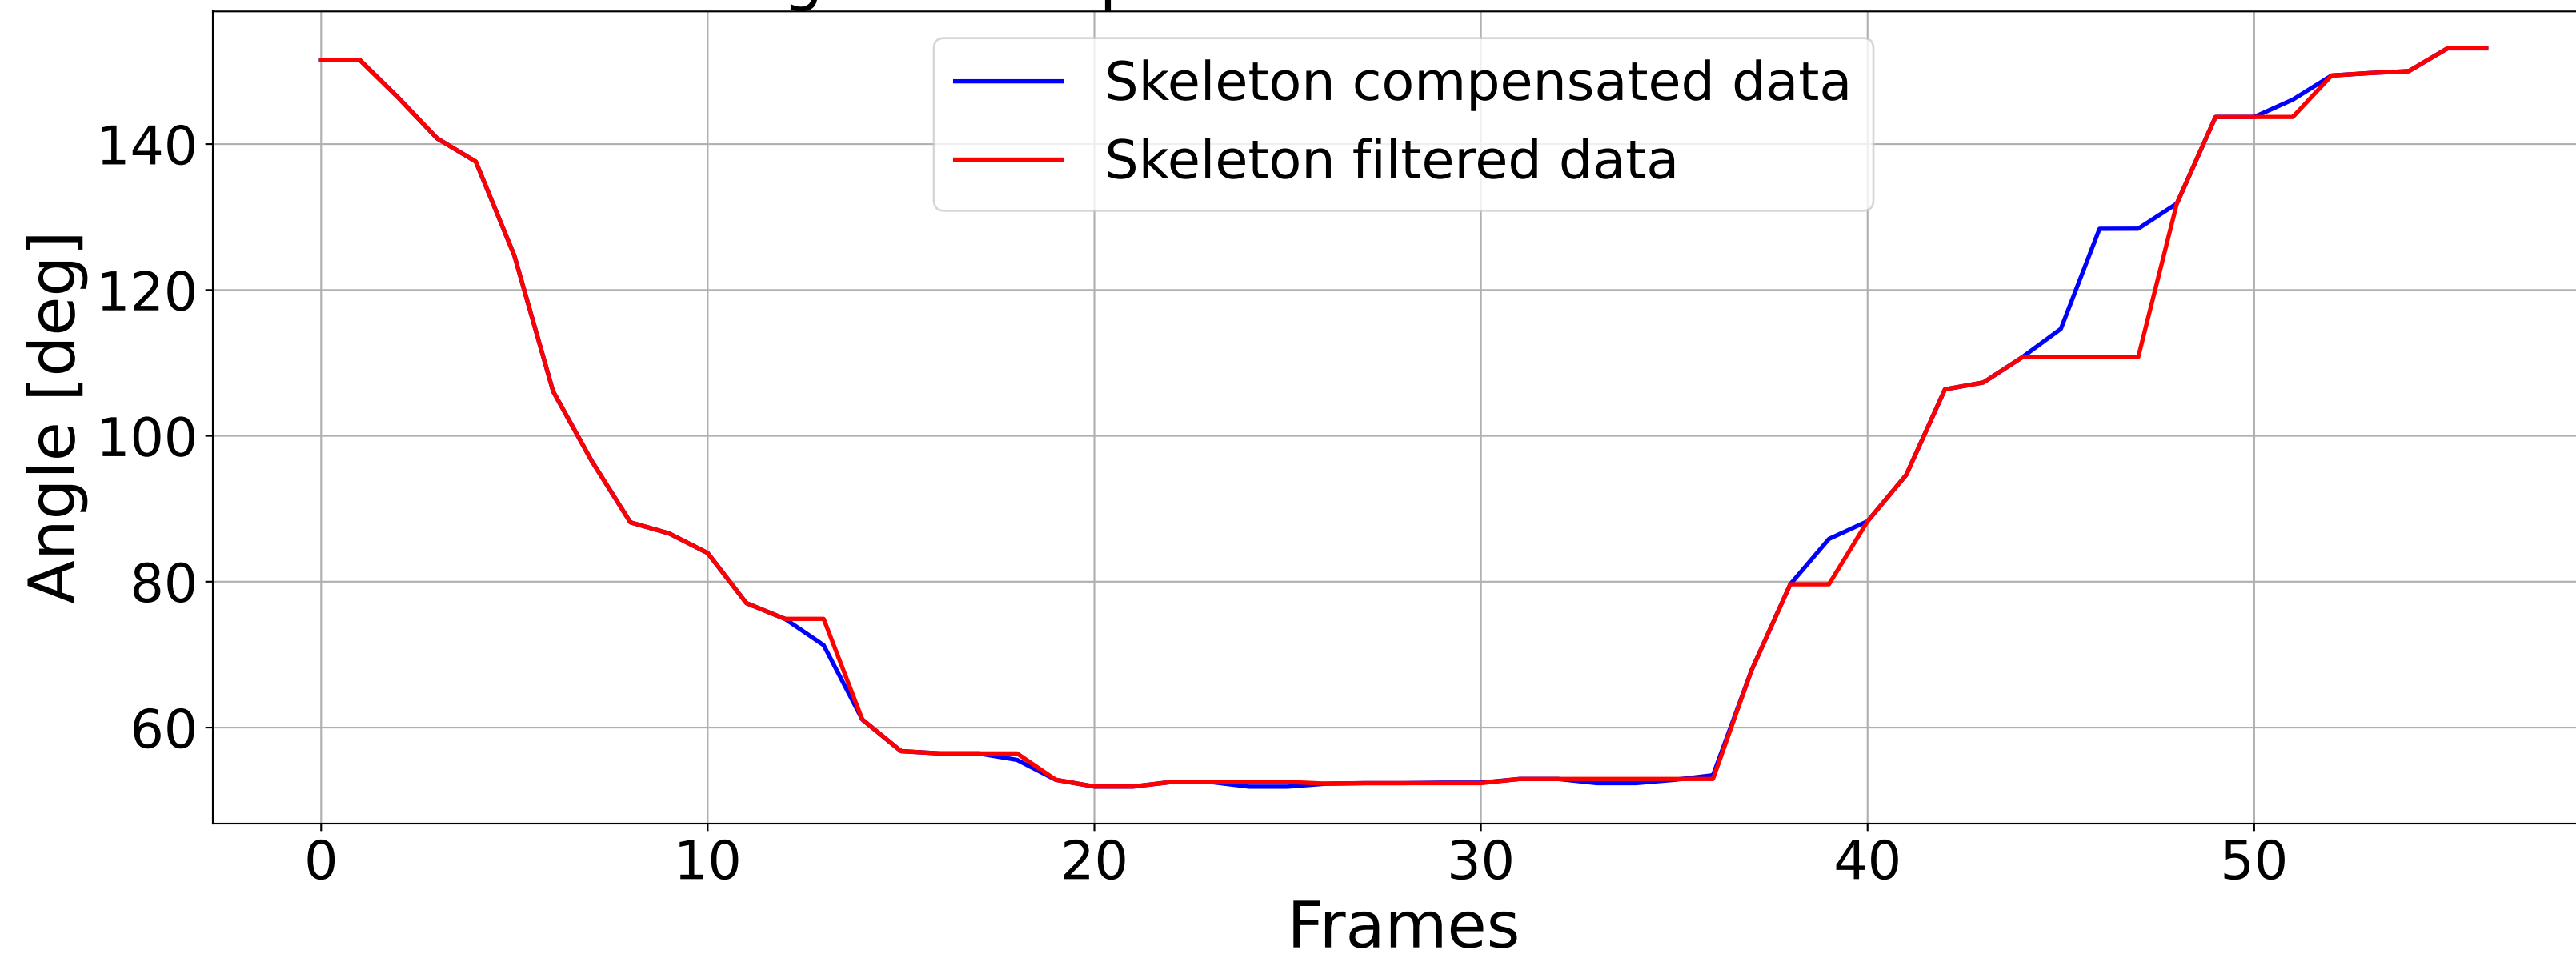 Skeleton compensated data
Skeleton filtered data
Angle [deg]
140
120
100
80
60
0 10 20 30 40 50
Frames